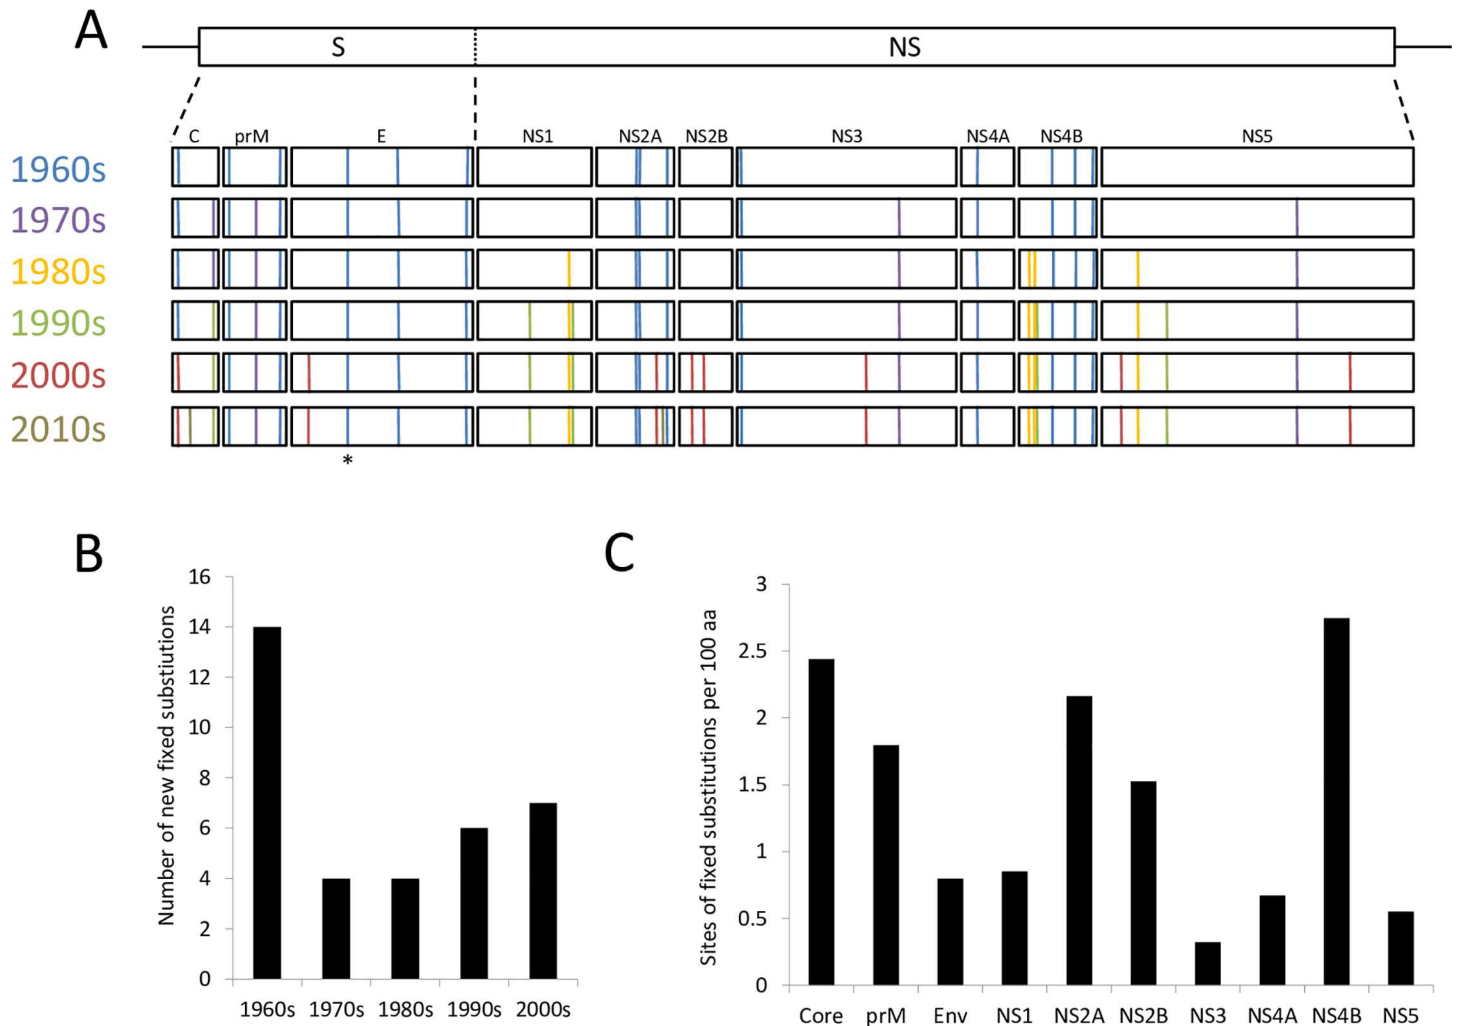 A
S NS
C prM E NS1 NS2A NS2B NS3 NS4A NS4B NS5
1960s
1970s
1980s
1990s
2000s
2010s
*
B
Number of new fixed substiutions
16
14
12
10
8
6
4
2
0
1960s 1970s 1980s 1990s 2000s
C
Sites of fixed substitutions per 100 aa
3
2.5
2
1.5
1
0.5
0
Core prM Env NS1 NS2A NS2B NS3 NS4A NS4B NS5